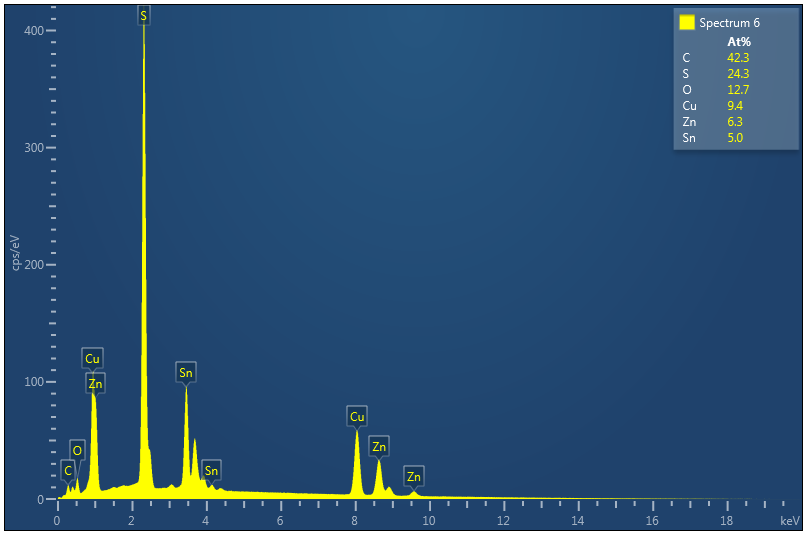 S
Spectrum 6
At%
C 42.3
S 24.3
O 12.7
Cu 9.4
Zn 6.3
Sn 5.0
400
300
200
100
0
cps/eV
Cu
Zn
O
C
Sn
Sn
Cu
Zn
Zn
0 2 4 6 8 10 12 14 16 18 keV